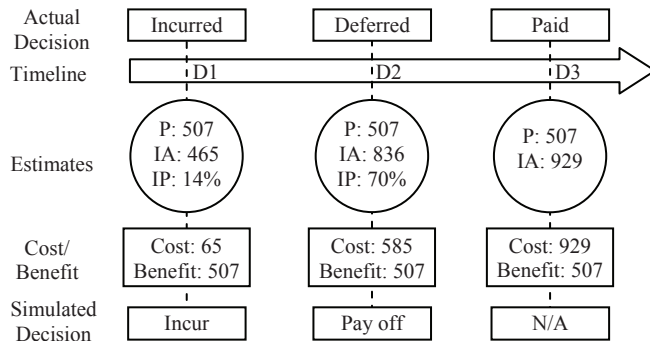 Actual
Decision
Incurred
Deferred
Paid
Timeline
D1
D2
D3
Estimates
P: 507
IA: 465
IP: 14%
P: 507
IA: 836
IP: 70%
P: 507
IA: 929
Cost/
Benefit
Cost: 65
Benefit: 507
Cost: 585
Benefit: 507
Cost: 929
Benefit: 507
Simulated
Decision
Incur
Pay off
N/A